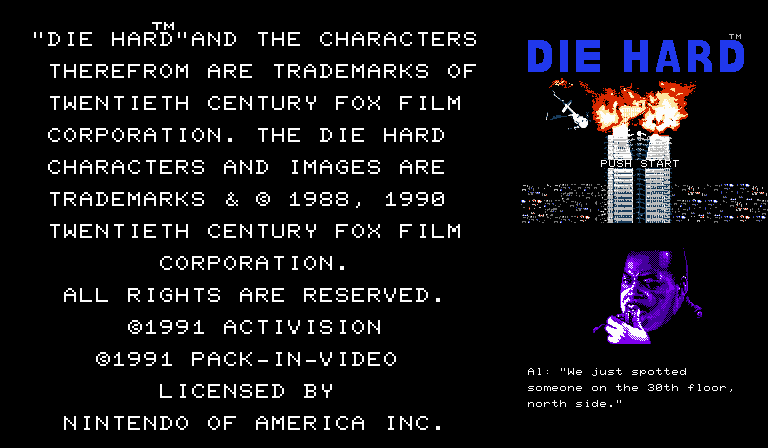 "DIE HARD™"AND THE CHARACTERS
THEREFROM ARE TRADEMARKS OF
TWENTIETH CENTURY FOX FILM
CORPORATION. THE DIE HARD
CHARACTERS AND IMAGES ARE
TRADEMARKS & © 1988, 1990
TWENTIETH CENTURY FOX FILM
CORPORATION.
ALL RIGHTS ARE RESERVED.
©1991 ACTIVISION
©1991 PACK-IN-VIDEO
LICENSED BY
NINTENDO OF AMERICA INC.
DIE HARD™
PUSH START
Al: "We just spotted
someone on the 30th floor,
north side."